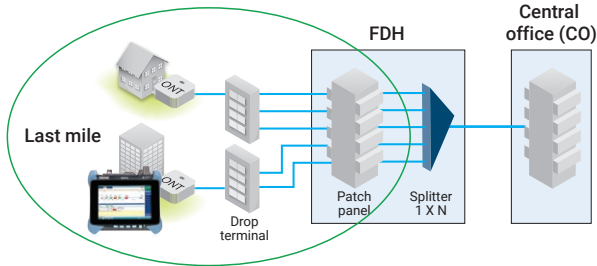 FDH
Central
office (CO)
ONT
Last mile
ONT
Drop
terminal
Patch
panel
Splitter
1 X N